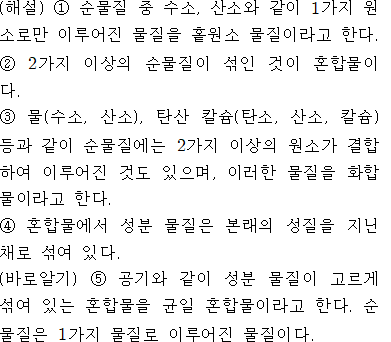 (해설) ① 순물질 중 수소, 산소와 같이 1가지 원
소로만 이루어진 물질을 홑원소 물질이라고 한다.
② 2가지 이상의 순물질이 섞인 것이 혼합물이
다.
③ 물(수소, 산소), 탄산 칼슘(탄소, 산소, 칼슘)
등과 같이 순물질에는 2가지 이상의 원소가 결합
하여 이루어진 것도 있으며, 이러한 물질을 화합
물이라고 한다.
④ 혼합물에서 성분 물질은 본래의 성질을 지닌
채로 섞여 있다.
(바로알기) ⑤ 공기와 같이 성분 물질이 고르게
섞여 있는 혼합물을 균일 혼합물이라고 한다. 순
물질은 1가지 물질로 이루어진 물질이다.